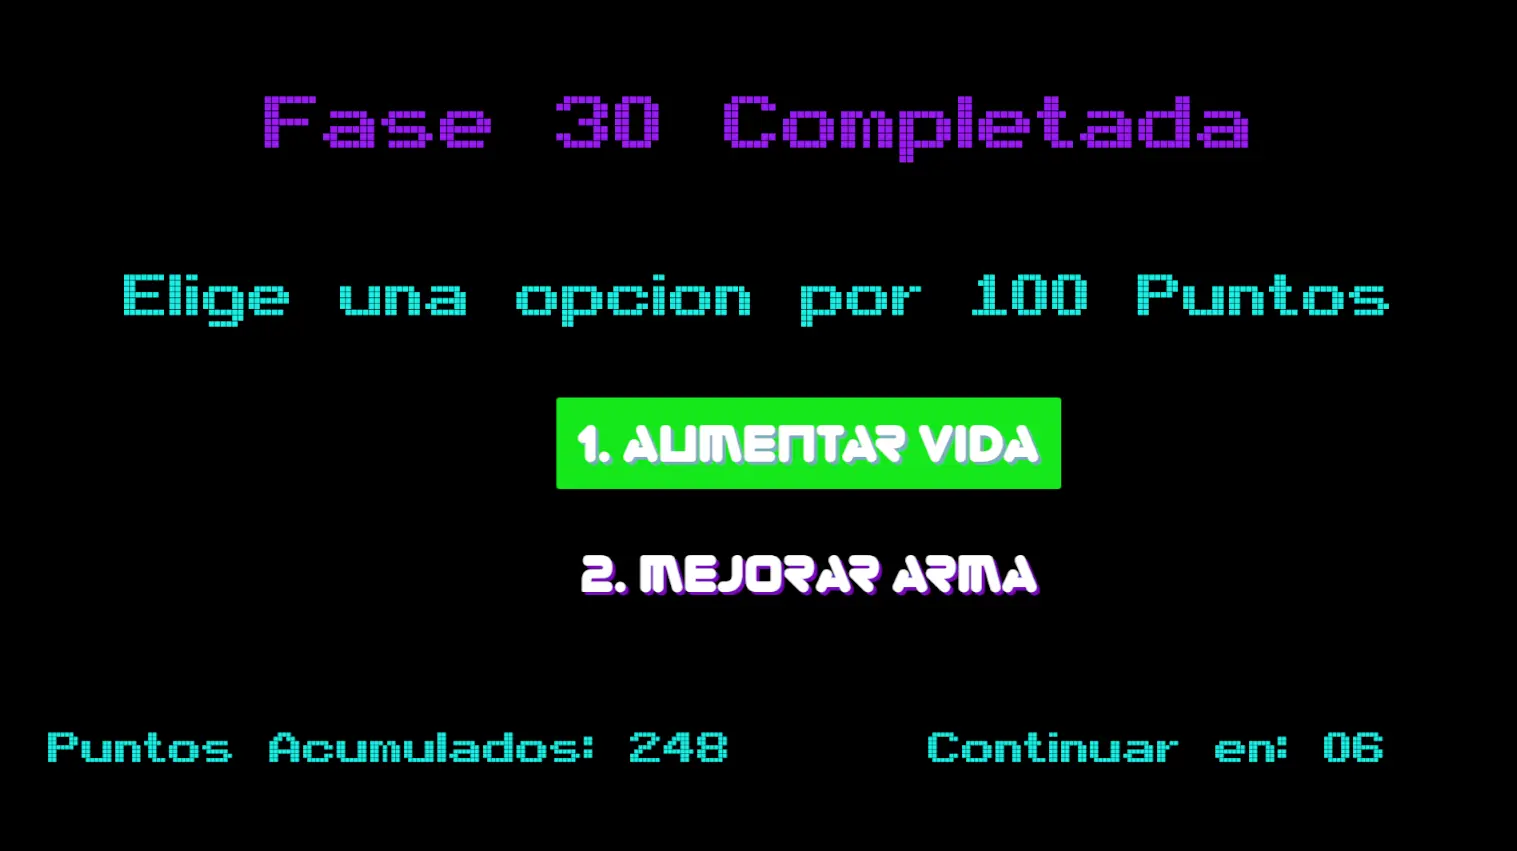 Fase 30 Completada
Elige una opcion por 100 Puntos
1. AUMENTAR VIDA
2. MEJORAR ARMA
Puntos Acumulados: 248
Continuar en: 06